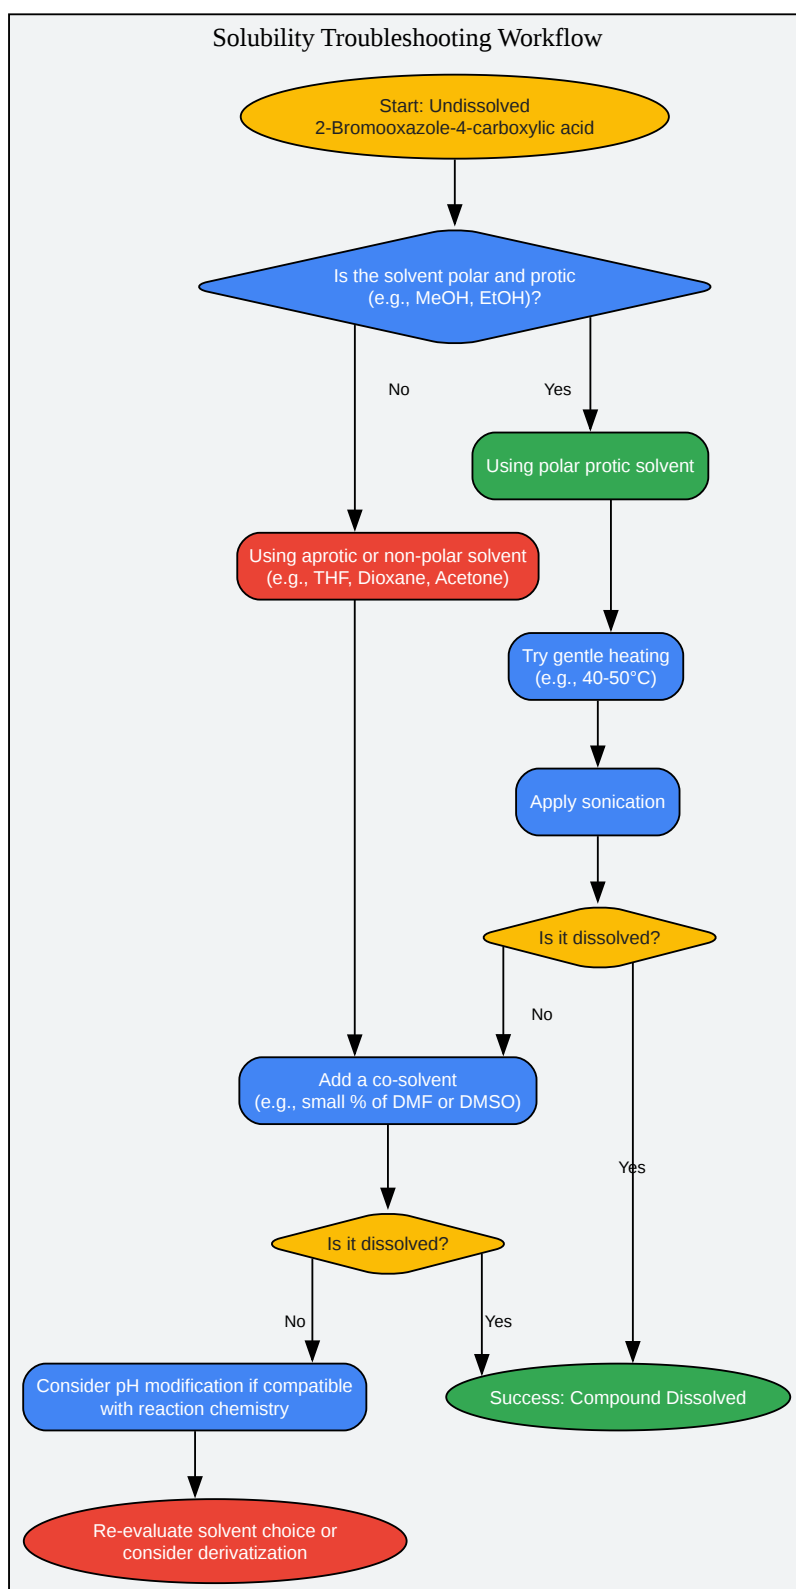 Solubility Troubleshooting Workflow
Start: Undissolved
2-Bromooxazole-4-carboxylic acid
Is the solvent polar and protic
(e.g., MeOH, EtOH)?
No
Yes
Using polar protic solvent
Using aprotic or non-polar solvent
(e.g., THF, Dioxane, Acetone)
Try gentle heating
(e.g., 40-50°C)
Apply sonication
Is it dissolved?
No
Add a co-solvent
(e.g., small % of DMF or DMSO)
Yes
Is it dissolved?
No
Yes
Consider pH modification if compatible
with reaction chemistry
Success: Compound Dissolved
Re-evaluate solvent choice or
consider derivatization